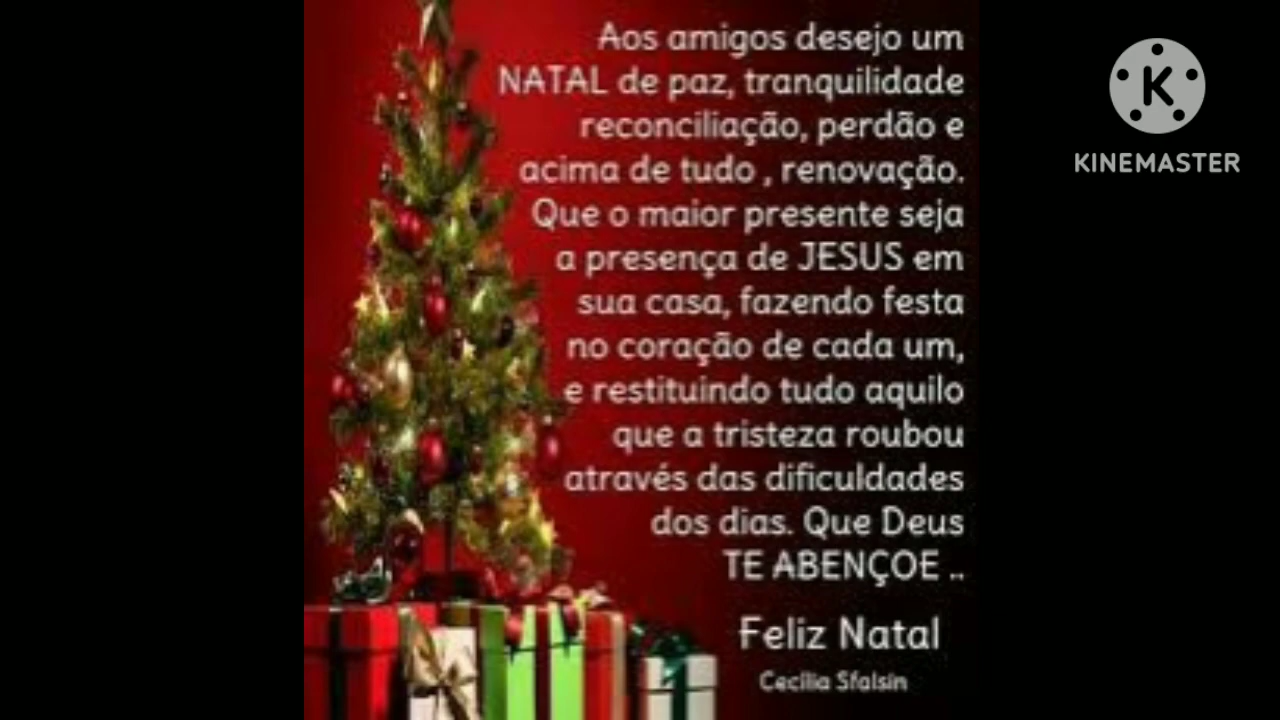 Aos amigos desejo um
NATAL de paz, tranquilidade
reconciliação, perdão e
acima de tudo , renovação.
Que o maior presente seja
a presença de JESUS em
sua casa, fazendo festa
no coração de cada um,
e restituindo tudo aquilo
que a tristeza roubou
através das dificuldades
dos dias. Que Deus
TE ABENÇOE ..
Feliz Natal
Cecília Sfalsin
K
KINEMASTER